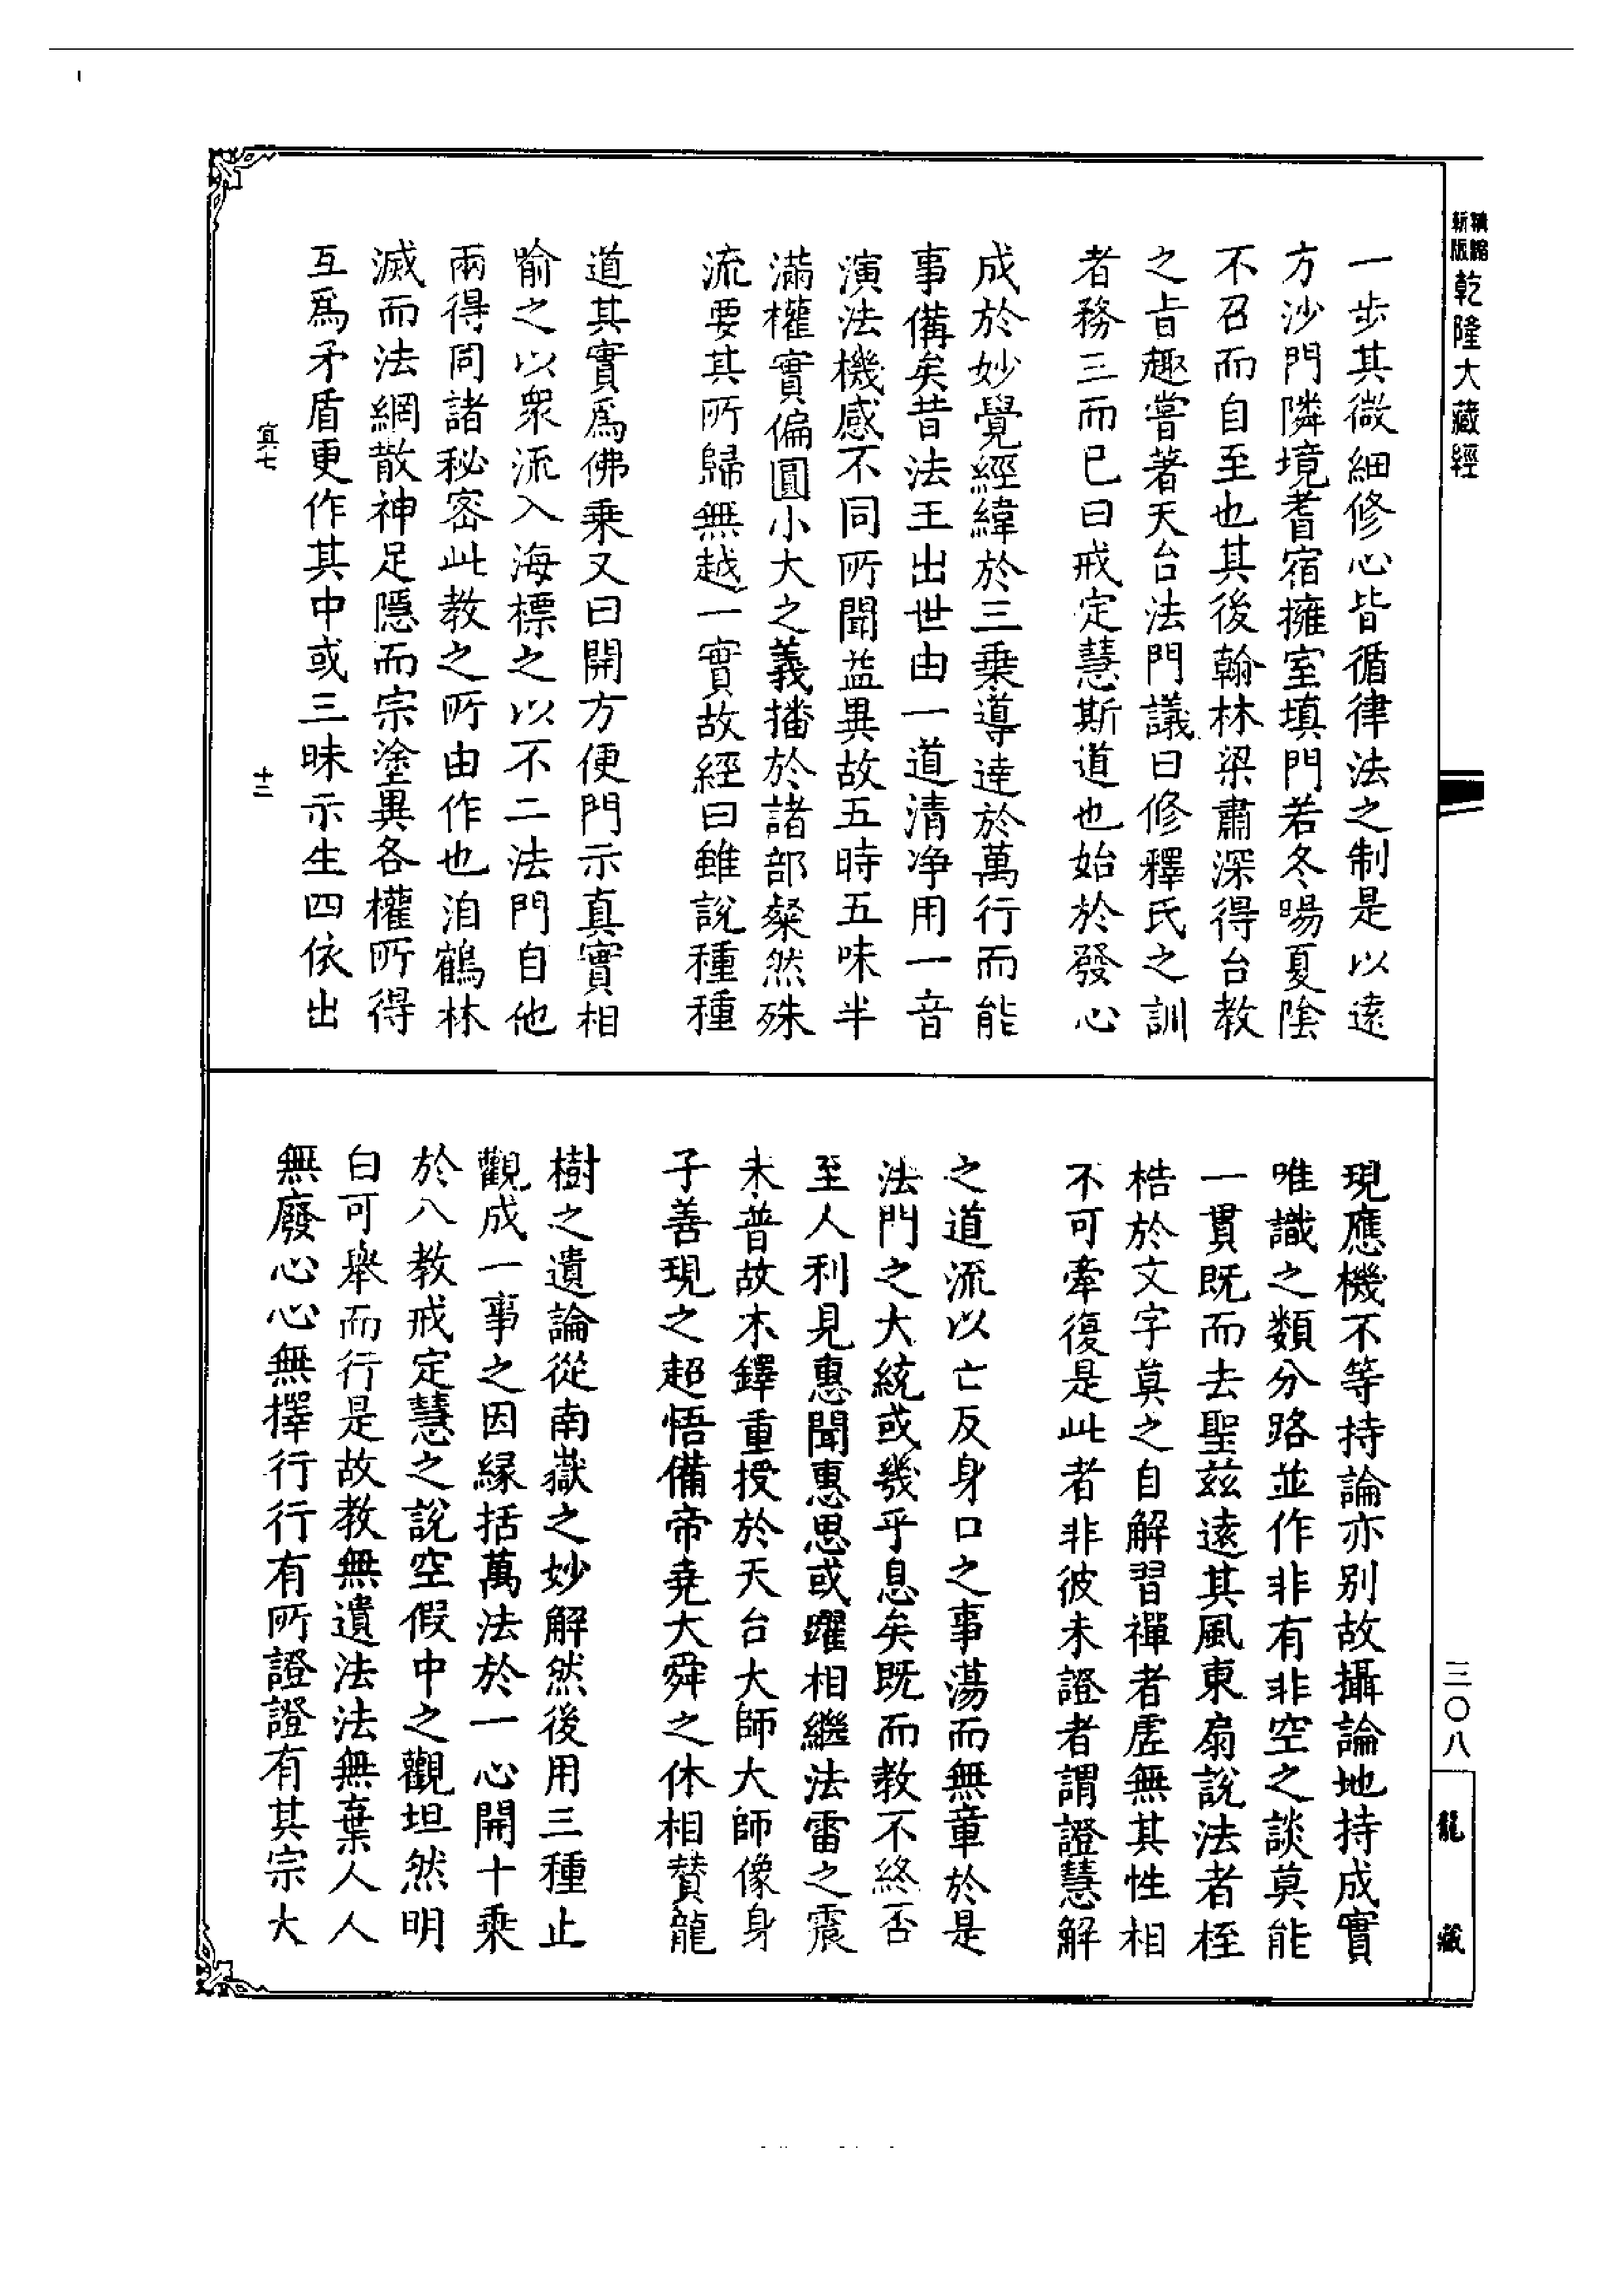 新版精縮乾隆大藏經
一步其微細修心皆循律法之制是以遠
方沙門隣境耆宿擁室填門若冬暘夏陰
不召而自至也其後翰林梁肅深得台教
之旨趣嘗著天台法門議曰修釋氏之訓
者務三而已曰戒定慧斯道也始於發心
成於妙覺經緯於三乗導達於萬行而能
事備矣昔法王出世由一道清净用一音
演法機感不同所聞益異故五時五味半
滿權實偏圓小大之義播於諸部粲然殊
流要其所歸無越一實故經曰雖說種種
道其實爲佛乗又曰開方便門示真實相
喻之以衆流入海標之以不二法門自他
兩得同諸秘密此教之所由作也洎鶴林
滅而法網散神足隱而宗塗異各權所得
互爲矛盾更作其中或三昧示生四依出
真七
十三
現應機不等持論亦别故攝論地持成實
唯識之類分路並作非有非空之談莫能
一貫既而去聖茲遠其風東扇說法者桎
梏於文字莫之自解習禪者虗無其性相
不可牽復是此者非彼未證者謂證慧解
之道流以亡反身口之事蕩而無章於是
法門之大統或幾乎息矣既而教不終否
至人利見惠聞惠思或躍相繼法雷之震
未普故木鐸重授於天台大師大師像身
子善現之超悟備帝堯大舜之休相賛龍
樹之遺論從南嶽之妙解然後用三種止
觀成一事之因縁括萬法於一心開十乗
於八教戒定慧之說空假中之觀坦然明
白可舉而行是故教無遺法法無棄人人
無廢心心無擇行行有所證證有其宗大
三〇八
龍藏